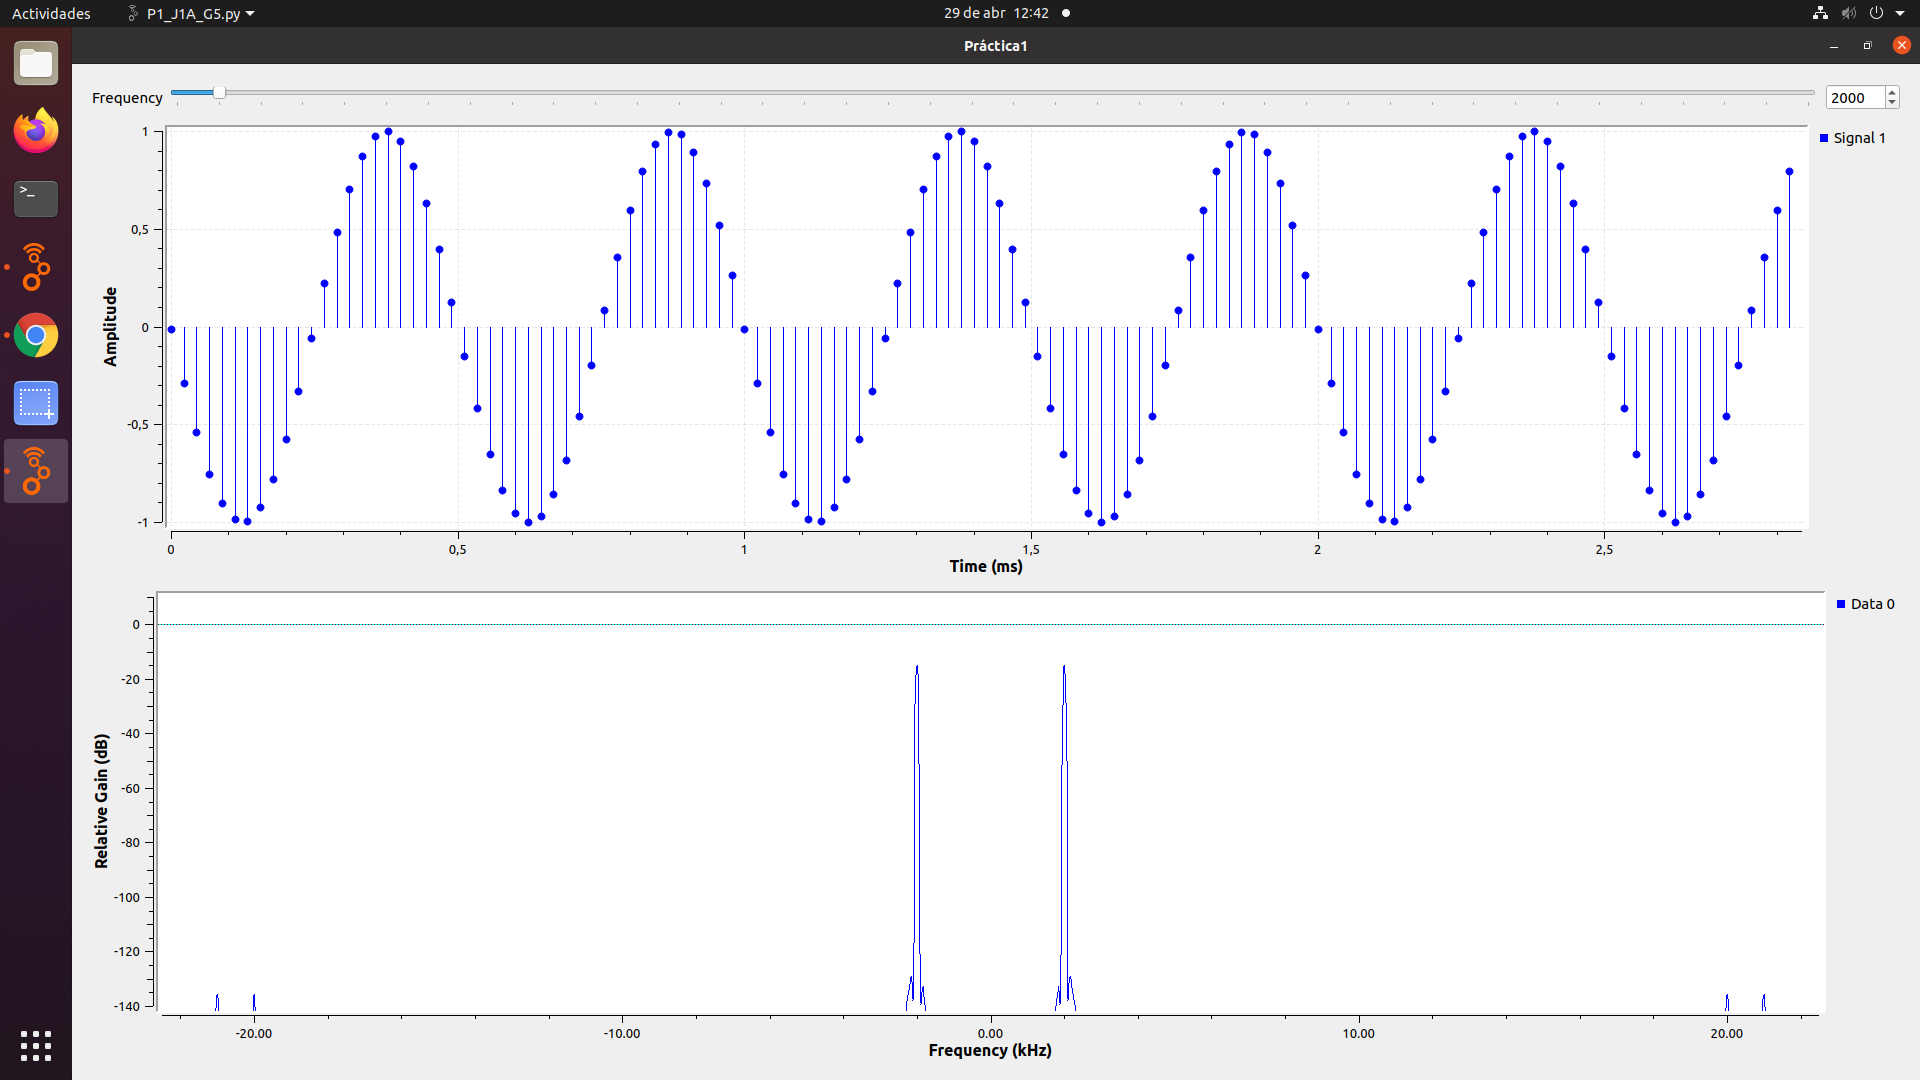 Actividades P1_J1A_G5.py 29 de abr 12:42
Práctica1
Frequency 2000
>_
Signal 1
1
0,5
0
-0,5
-1
Amplitude
0 0,5 1 1,5 2 2,5
Time (ms)
Data 0
0
-20
-40
-60
-80
-100
-120
-140
Relative Gain (dB)
-20.00 -10.00 0.00 10.00 20.00
Frequency (kHz)